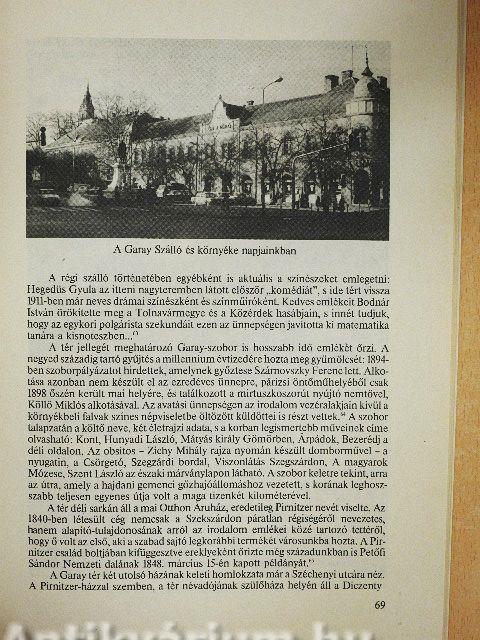 A Garay Szálló és környéke napjainkban
A régi szálló történetében egyébként is aktuális a színészeket emlegetni:
Hegedüs Gyula az itteni nagyteremben látott először „komédiát", s ide tért vissza
1911-ben már neves drámai színészként és színműíróként. Kedves emlékeit Bodnár
István örökítette meg a Tolnavármegye és a Közérdek hasábjain, s innét tudjuk,
hogy az egykori polgárista szekundáit ezen az ünnepségen javította ki matematika
tanára a kisnoteszben...
A tér jellegét meghatározó Garay-szobor is hosszabb idő emlékét őrzi. A
negyed századig tartó gyűjtés a millennium évtizedére hozta meg gyümölcsét: 1894-
ben szoborpályázatot hirdettek, amelynek győztese Szárnovszky Ferenc lett. Alko-
tása azonban nem készült el az ezredéves ünnepre, párizsi öntőműhelyéből csak
1898 őszén került mai helyére, és találkozott a mirtuszkoszorút nyújtó nemtővel,
Köllő Miklós alkotásával. Az avatási ünnepségen az irodalom vezéralakjain kívül a
környékbeli falvak színes népviseletbe öltözött küldöttei is részt vettek. A szobor
talapzatán a költő neve, két életrajzi adata, s a korban legismertebb műveinek címe
olvasható: Kont, Hunyadi László, Mátyás király Gömörben, Árpádok, Bezerédj a
déli oldalon, Az obsitos – Zichy Mihály rajza nyomán készült domborművel – a
nyugatin, a Csörgető, Szegzárdi bordal, Viszonlátás Szegszárdon, A magyarok
Mózese, Szent László az északi márványlapon látható. A szobor keletre tekint, arra
az útra, amely a hajdani gemenci gőzhajóállomáshoz vezetett, s korának leghosz-
szabb teljesen egyenes útja volt a maga tizenkét kilométerével.
A tér déli sarkán áll a mai Otthon Áruház, eredetileg Pirnitzer nevét viselte. Az
1840-ben létesült cég nemcsak a Szekszárdon páratlan régiségéről nevezetes,
hanem alapító-tulajdonosának arról az irodalom emlékei közé tartozó tettéről,
hogy ő volt az első, aki a szabad sajtó legkorábbi termékét városunkba hozta. A Pir-
nitzer család boltjában kifüggesztve ereklyeként őrizte még századunkban is Petőfi
Sándor Nemzeti dalának 1848. március 15-én kapott példányát.
A Garay tér két utolsó házának keleti homlokzata már a Széchenyi utcára néz.
A Pirnitzer-házzal szemben, a tér névadójának szülőháza helyén áll a Diczenty
69
Antikvárium.hu